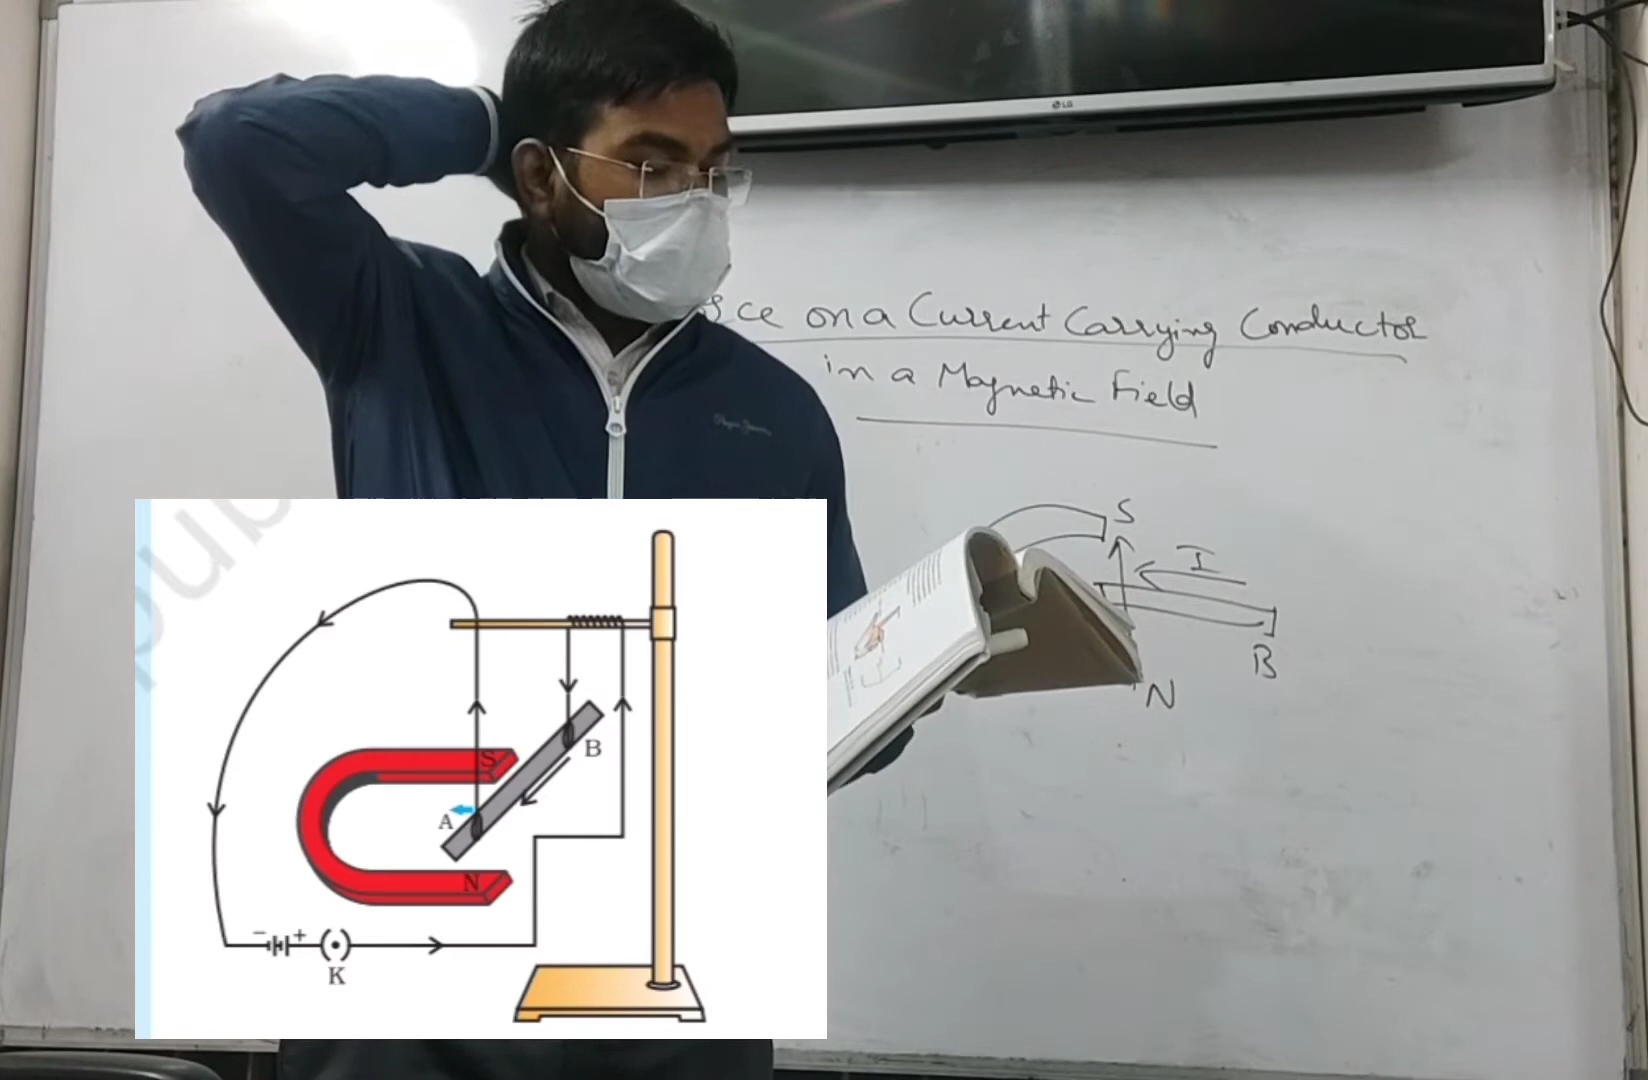 LG
ce on a Current Carrying Conductor
in a Magnetic Field
S
I
B
N
S
B
A
N
− +
K